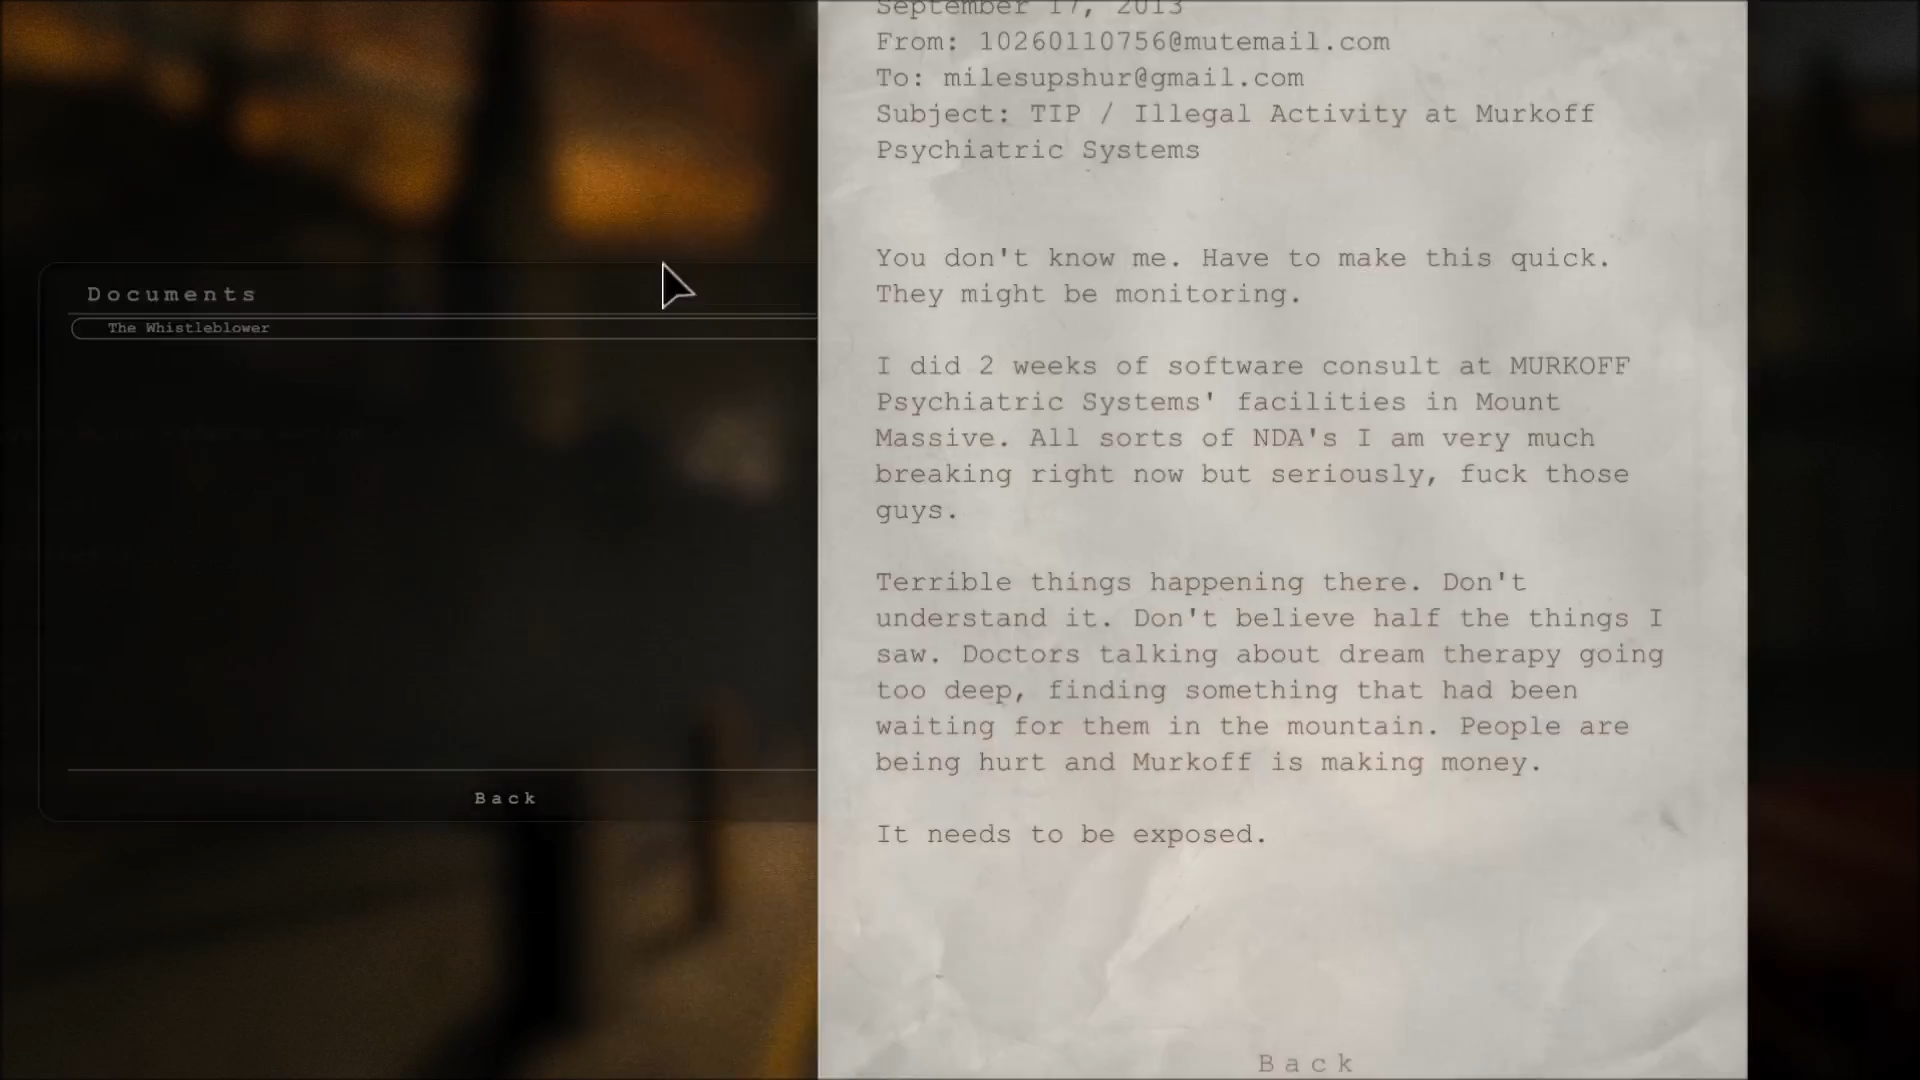 Documents
The Whistleblower
Back
September 17, 2013
From: 10260110756@mutemail.com
To: milesupshur@gmail.com
Subject: TIP / Illegal Activity at Murkoff
Psychiatric Systems
You don't know me. Have to make this quick.
They might be monitoring.
I did 2 weeks of software consult at MURKOFF
Psychiatric Systems' facilities in Mount
Massive. All sorts of NDA's I am very much
breaking right now but seriously, fuck those
guys.
Terrible things happening there. Don't
understand it. Don't believe half the things I
saw. Doctors talking about dream therapy going
too deep, finding something that had been
waiting for them in the mountain. People are
being hurt and Murkoff is making money.
It needs to be exposed.
Back